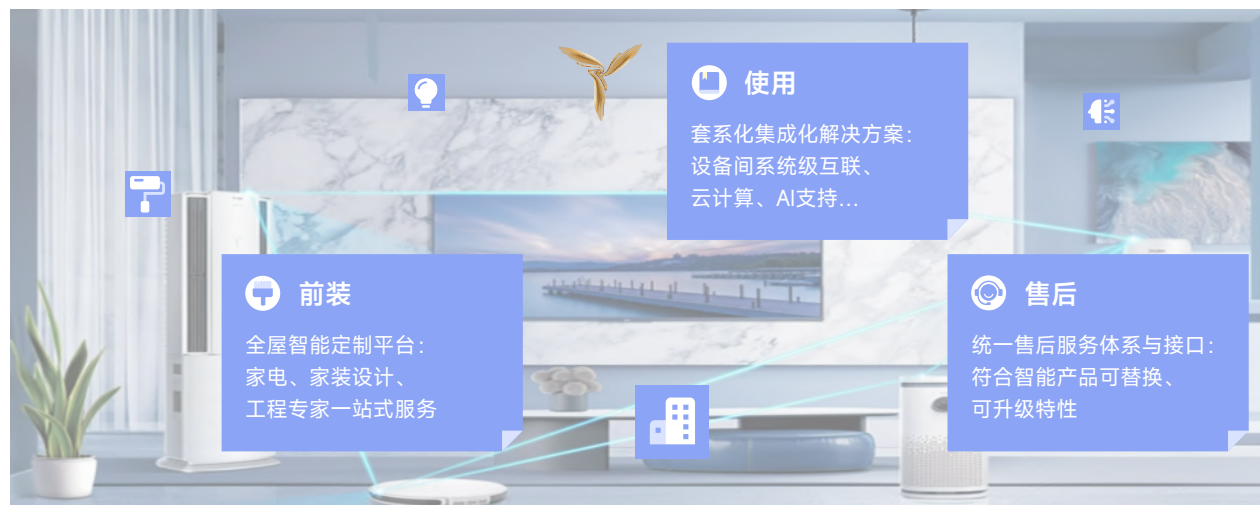 使用
套系化集成化解决方案：
设备间系统级互联、
云计算、AI支持...
前装
全屋智能定制平台：
家电、家装设计、
工程专家一站式服务
售后
统一售后服务体系与接口：
符合智能产品可替换、
可升级特性